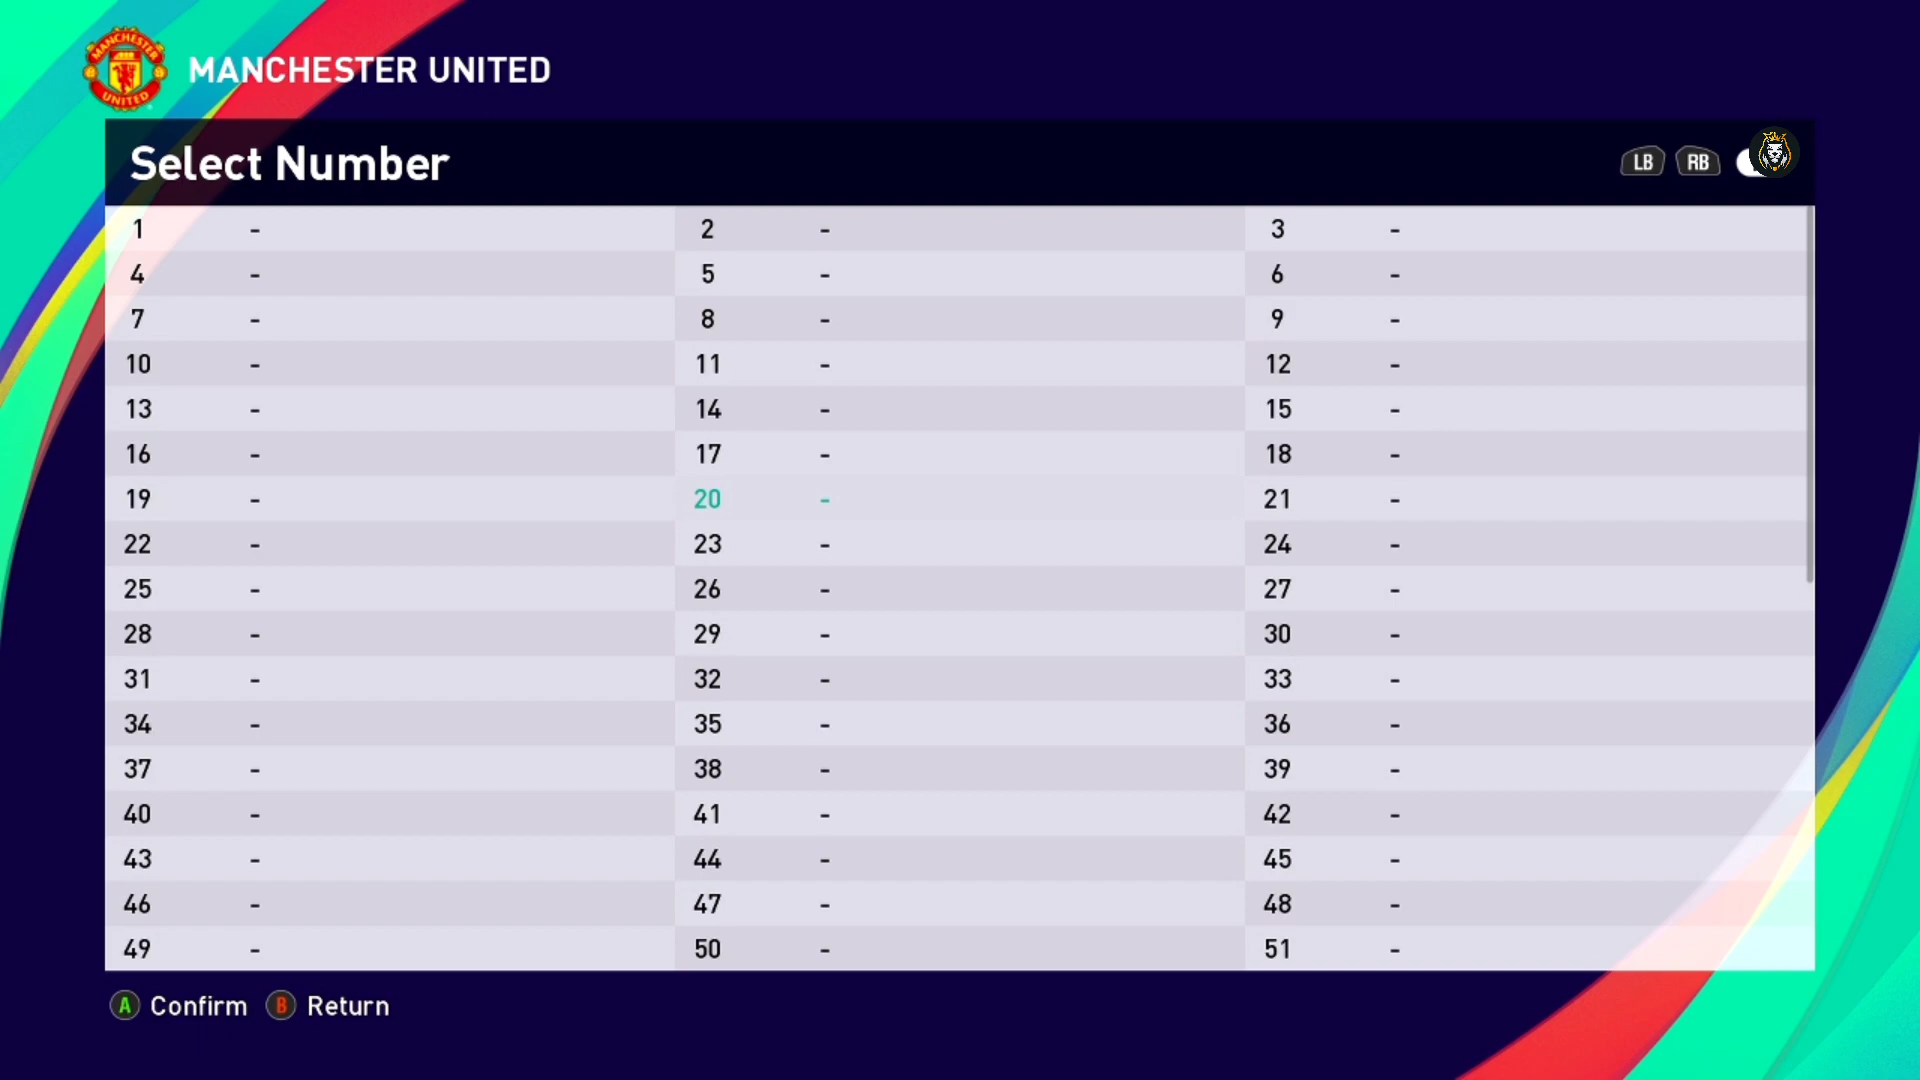 MANCHESTER UNITED
MANCHESTER UNITED
Select Number
LB RB
1 - 2 - 3 -
4 - 5 - 6 -
7 - 8 - 9 -
10 - 11 - 12 -
13 - 14 - 15 -
16 - 17 - 18 -
19 - 20 - 21 -
22 - 23 - 24 -
25 - 26 - 27 -
28 - 29 - 30 -
31 - 32 - 33 -
34 - 35 - 36 -
37 - 38 - 39 -
40 - 41 - 42 -
43 - 44 - 45 -
46 - 47 - 48 -
49 - 50 - 51 -
A Confirm B Return